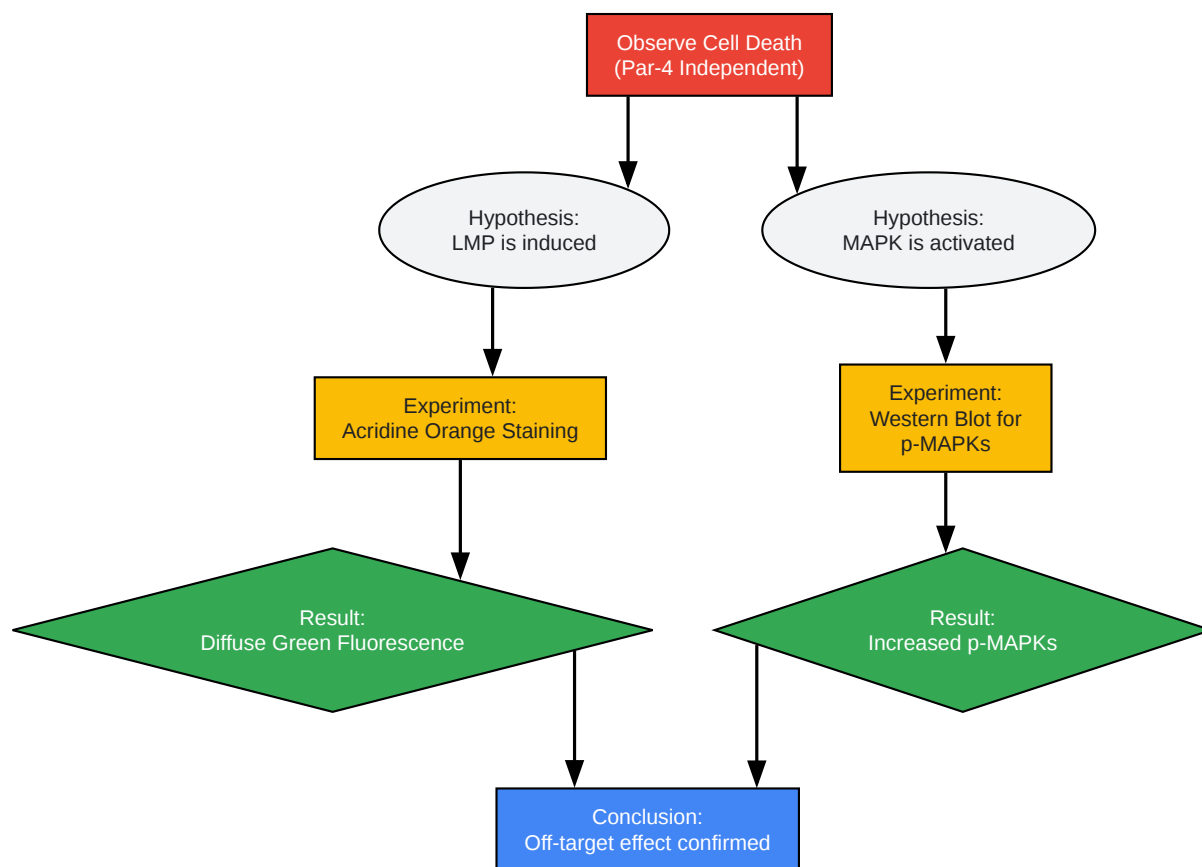 Observe Cell Death
(Par-4 Independent)
Hypothesis:
LMP is induced
Hypothesis:
MAPK is activated
Experiment:
Acridine Orange Staining
Experiment:
Western Blot for
p-MAPKs
Result:
Diffuse Green Fluorescence
Result:
Increased p-MAPKs
Conclusion:
Off-target effect confirmed